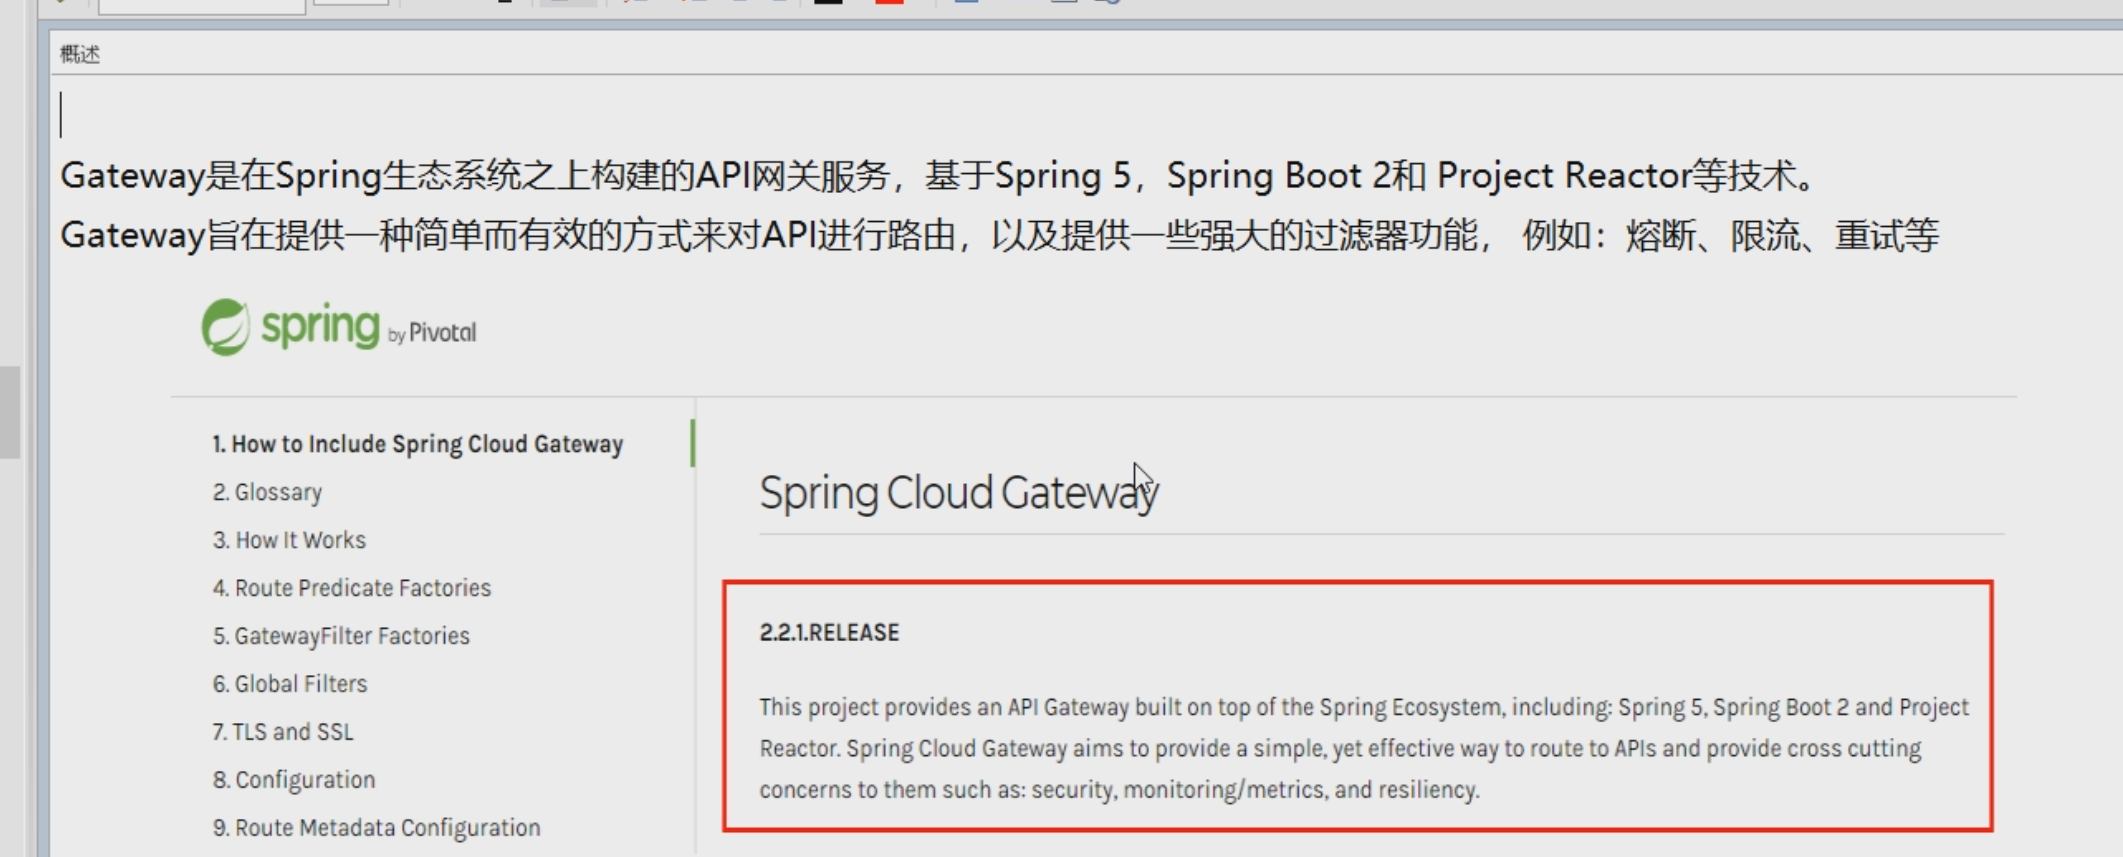 概述
Gateway是在Spring生态系统之上构建的API网关服务，基于Spring 5，Spring Boot 2和 Project Reactor等技术。
Gateway旨在提供一种简单而有效的方式来对API进行路由，以及提供一些强大的过滤器功能， 例如：熔断、限流、重试等
spring by Pivotal
1. How to Include Spring Cloud Gateway
2. Glossary
3. How It Works
4. Route Predicate Factories
5. GatewayFilter Factories
6. Global Filters
7. TLS and SSL
8. Configuration
9. Route Metadata Configuration
Spring Cloud Gateway
2.2.1.RELEASE
This project provides an API Gateway built on top of the Spring Ecosystem, including: Spring 5, Spring Boot 2 and Project
Reactor. Spring Cloud Gateway aims to provide a simple, yet effective way to route to APIs and provide cross cutting
concerns to them such as: security, monitoring/metrics, and resiliency.